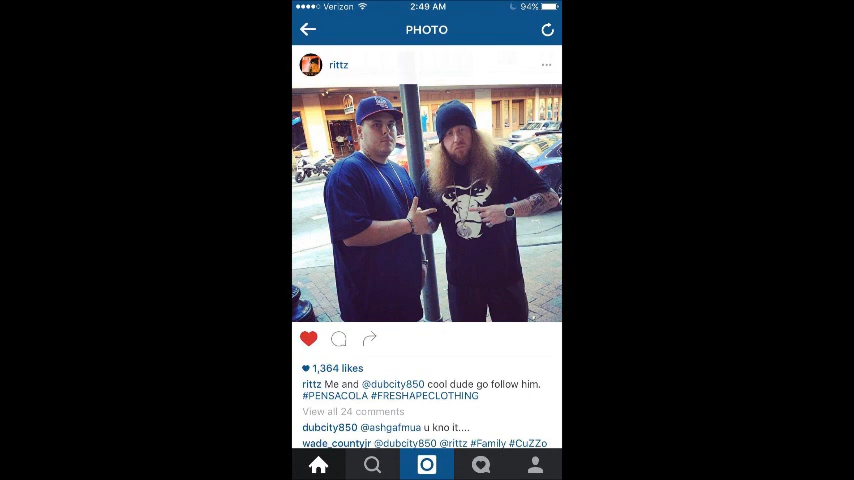 Verizon 2:49 AM 94%
PHOTO
rittz
1,364 likes
rittz Me and @dubcity850 cool dude go follow him.
#PENSACOLA #FRESHAPECLOTHING
View all 24 comments
dubcity850 @ashgafmua u kno it....
wade_countyjr @dubcity850 @rittz #Family #CuZZo